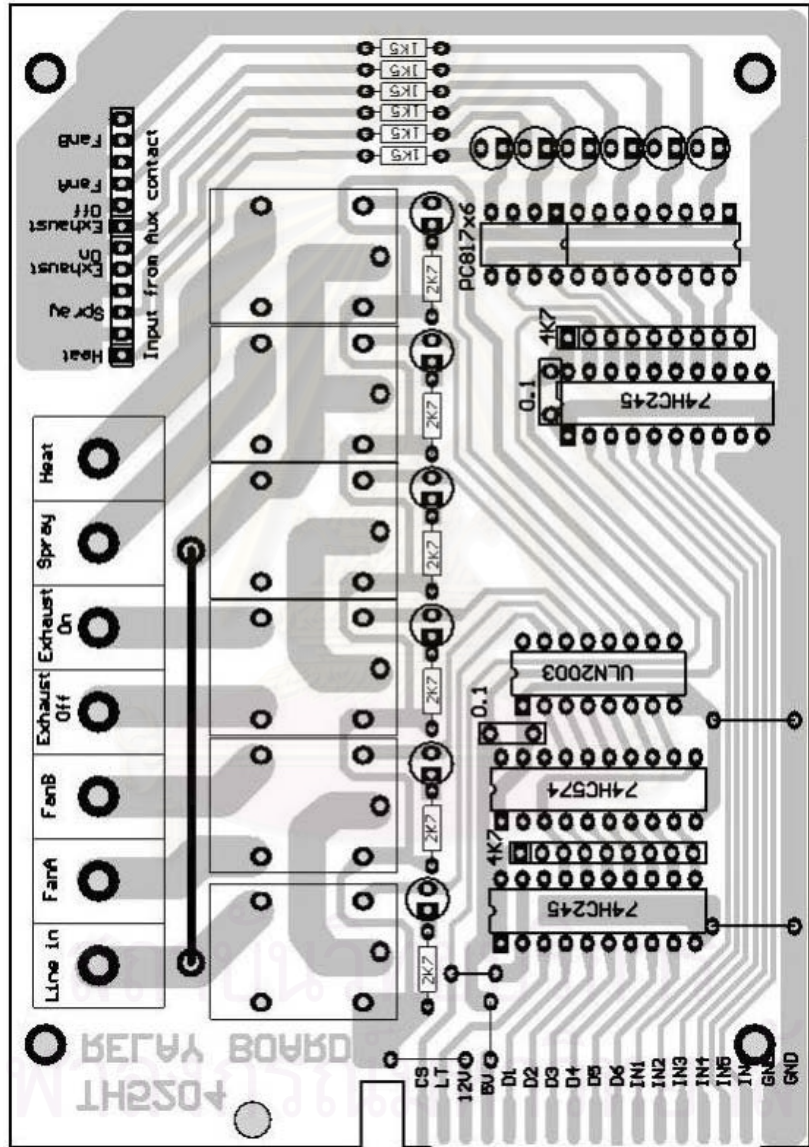 1K5
1K5
1K5
1K5
1K5
1K5
FanB
FanA
Exhaust Off
Exhaust On
Spray
Heat
Input from Aux contact
PC817x6
4K7
0.1
74HC245
2K7
2K7
2K7
2K7
2K7
2K7
Heat
Spray
Exhaust On
Exhaust Off
FanB
FanA
Line in
ULN2003
0.1
74HC574
4K7
74HC245
RELAY BOARD
TH5204
CS
LT
12V
5V
D1
D2
D3
D4
D5
D6
IN1
IN2
IN3
IN4
IN5
GND